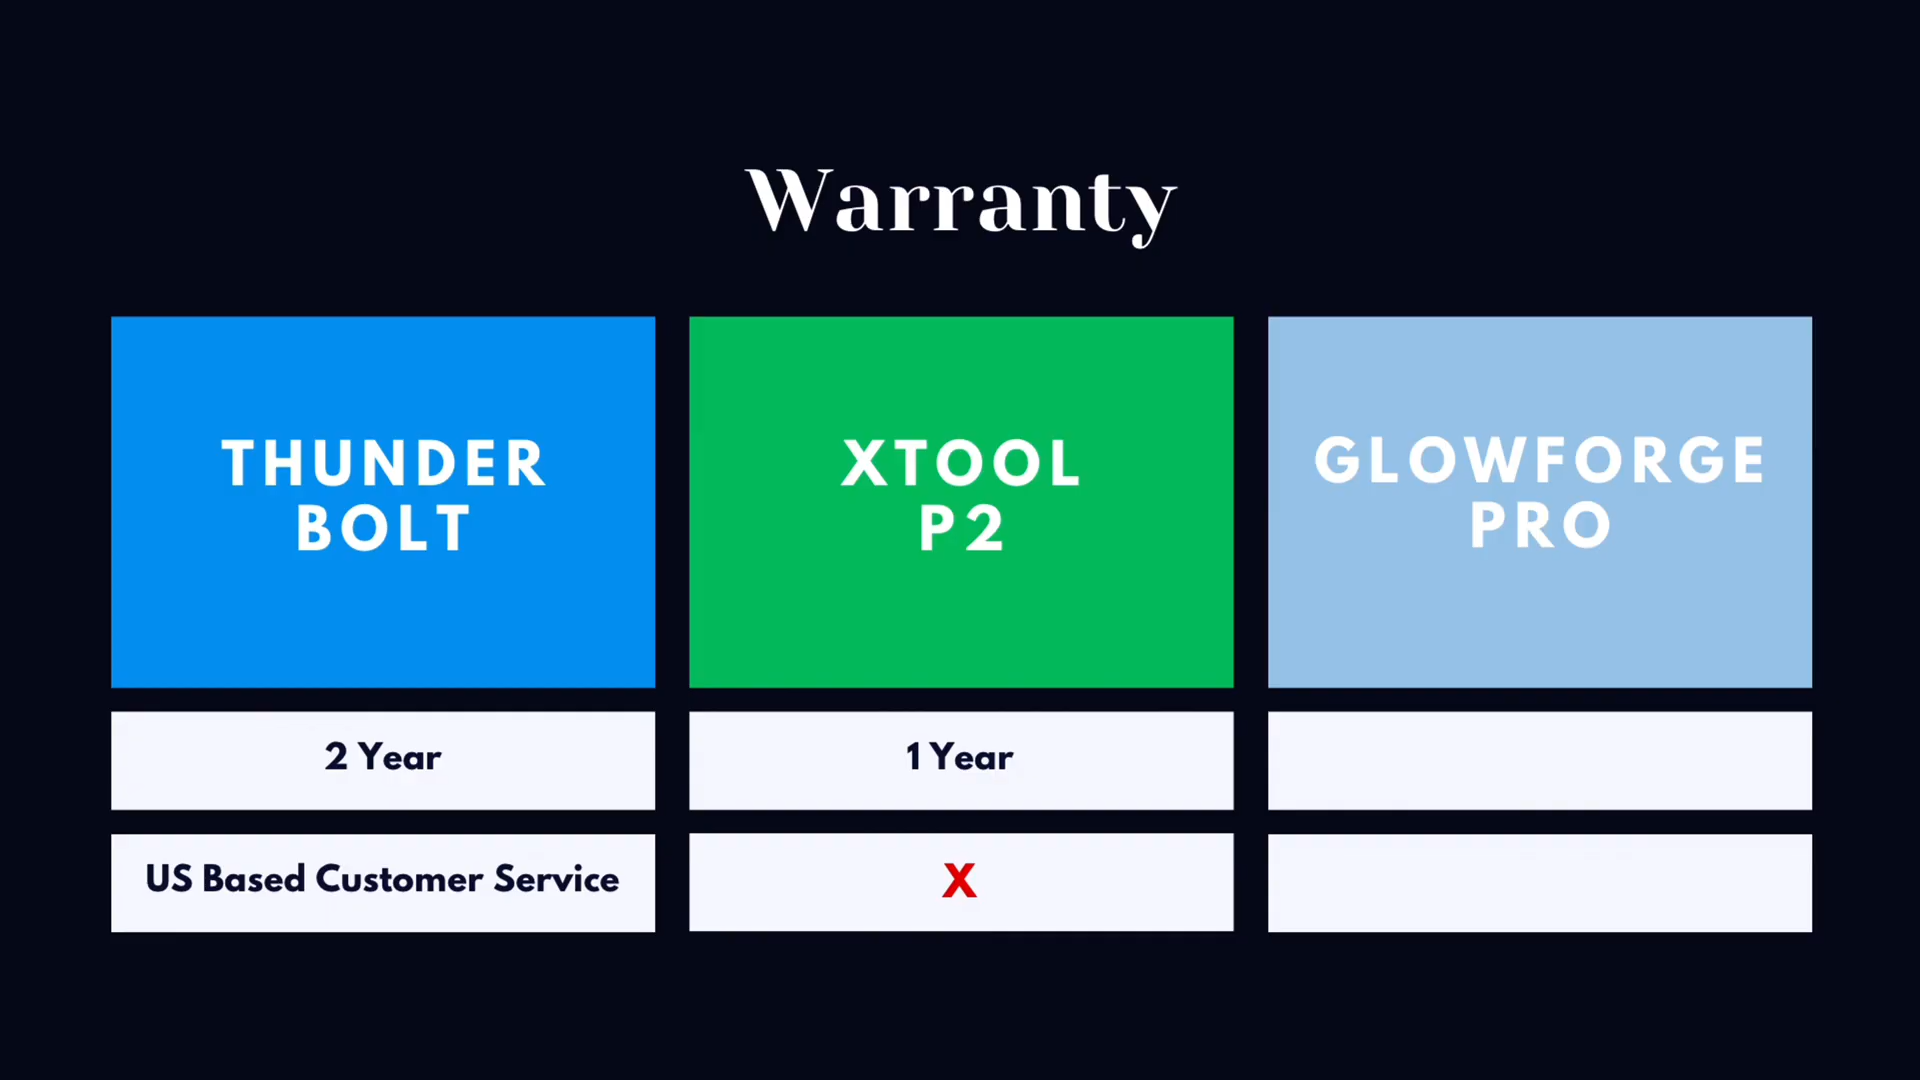 Warranty
THUNDER
BOLT
XTOOL
P2
GLOWFORGE
PRO
2 Year
1 Year
US Based Customer Service
X